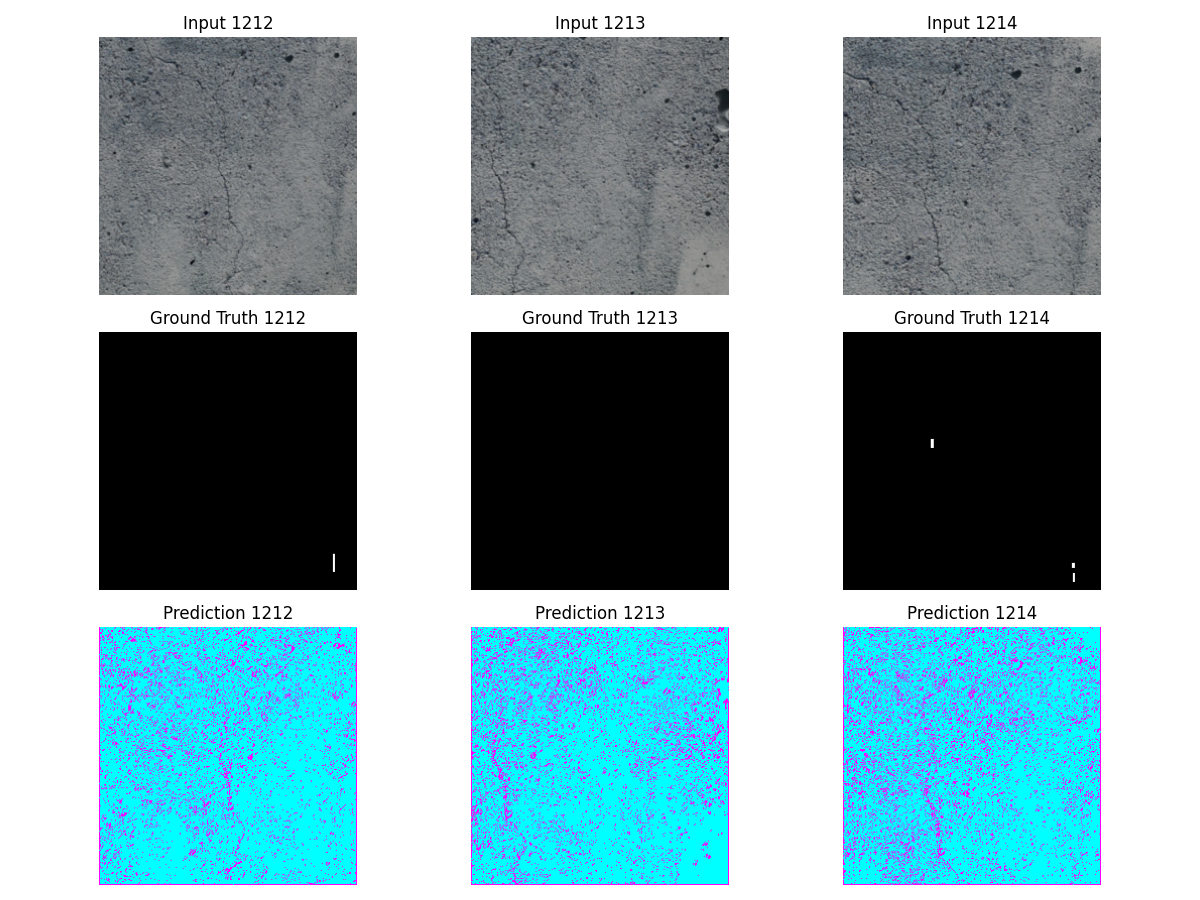 Input 1212
Input 1213
Input 1214
Ground Truth 1212
Ground Truth 1213
Ground Truth 1214
Prediction 1212
Prediction 1213
Prediction 1214